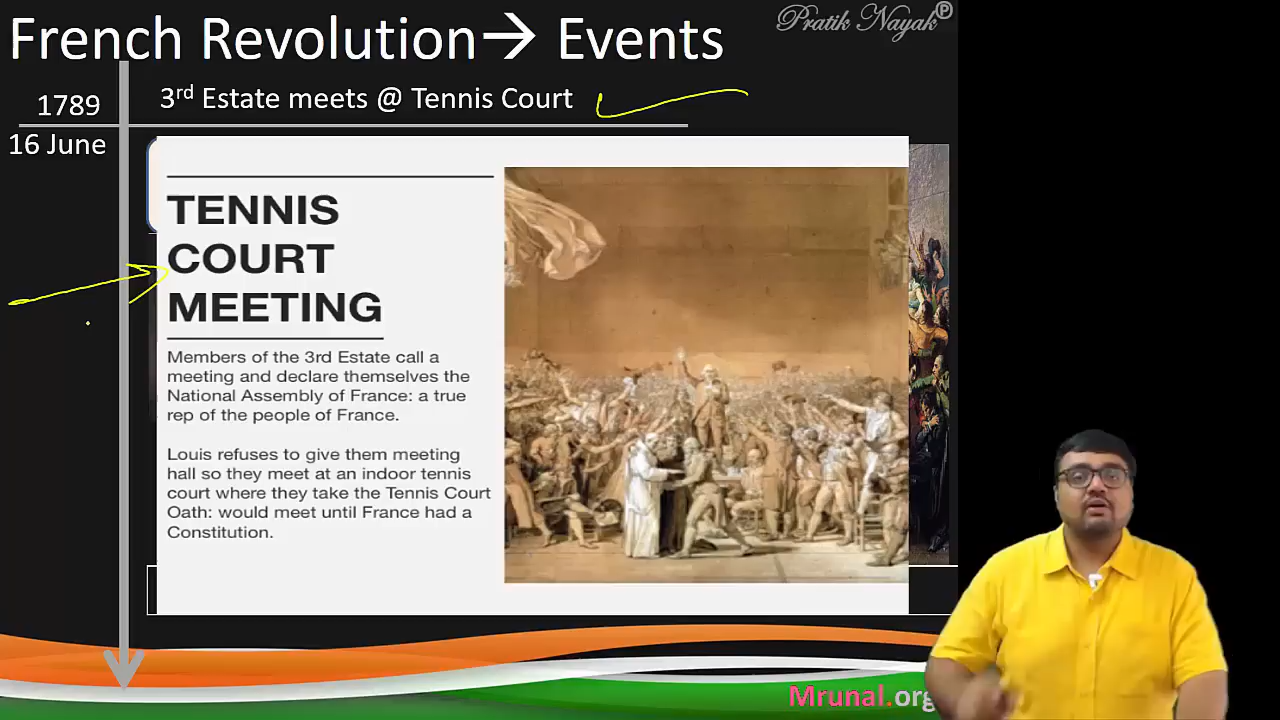 Pratik Nayak ℗
French Revolution→ Events
1789
3rd Estate meets @ Tennis Court
16 June
TENNIS
COURT
MEETING
Members of the 3rd Estate call a
meeting and declare themselves the
National Assembly of France: a true
rep of the people of France.
Louis refuses to give them meeting
hall so they meet at an indoor tennis
court where they take the Tennis Court
Oath: would meet until France had a
Constitution.
Mrunal.org